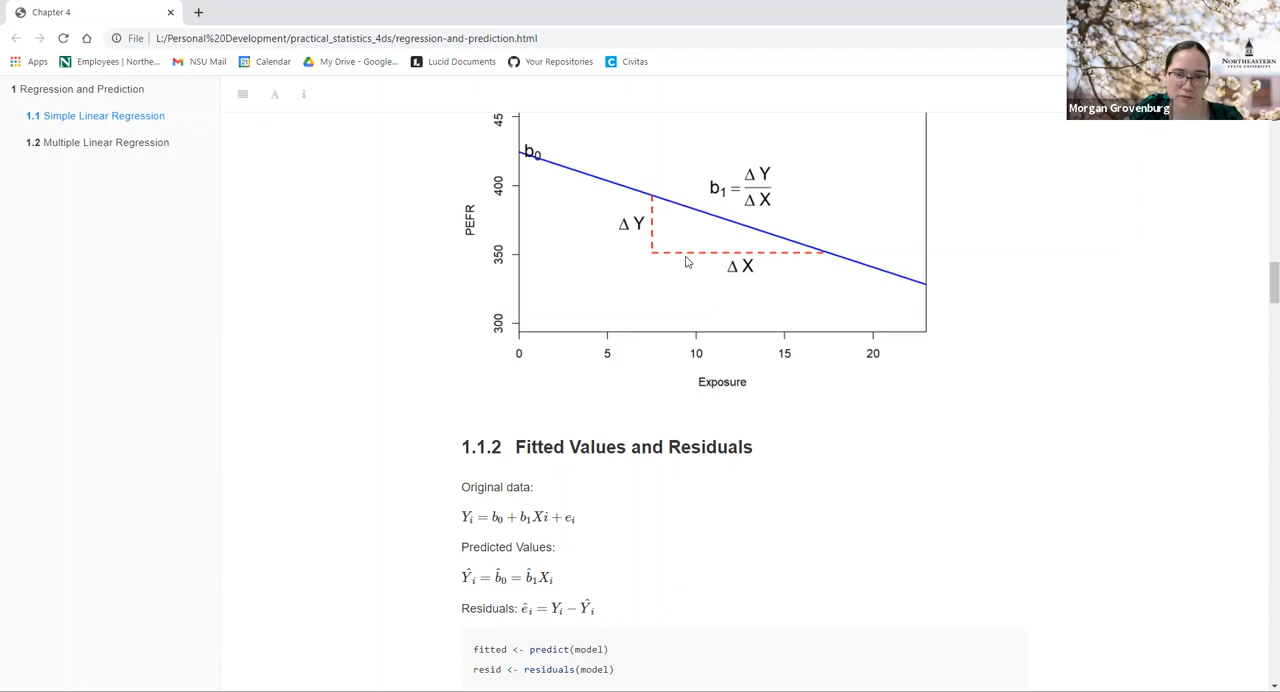 Chapter 4
File L:/Personal%20Development/practical_statistics_4ds/regression-and-prediction.html
Apps Employees (Northe... NSU Mail Calendar My Drive - Google... Lucid Documents Your Repositories Civitas
NORTHEASTERN
STATE UNIVERSITY
Morgan Grovenburg
1 Regression and Prediction
1.1 Simple Linear Regression
1.2 Multiple Linear Regression
45
400
350
300
PEFR
b₀
b₁ = ΔY/ΔX
ΔY
ΔX
0 5 10 15 20
Exposure
1.1.2 Fitted Values and Residuals
Original data:
Yᵢ = b₀ + b₁Xi + eᵢ
Predicted Values:
Ŷᵢ = b̂₀ = b̂₁Xᵢ
Residuals: êᵢ = Yᵢ − Ŷᵢ
fitted <- predict(model)
resid <- residuals(model)